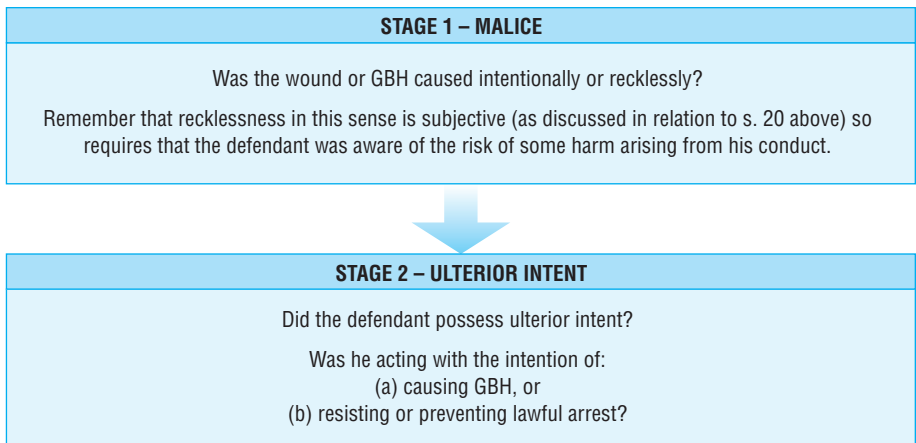 STAGE 1 – MALICE
Was the wound or GBH caused intentionally or recklessly?
Remember that recklessness in this sense is subjective (as discussed in relation to s. 20 above) so
requires that the defendant was aware of the risk of some harm arising from his conduct.
STAGE 2 – ULTERIOR INTENT
Did the defendant possess ulterior intent?
Was he acting with the intention of:
(a) causing GBH, or
(b) resisting or preventing lawful arrest?